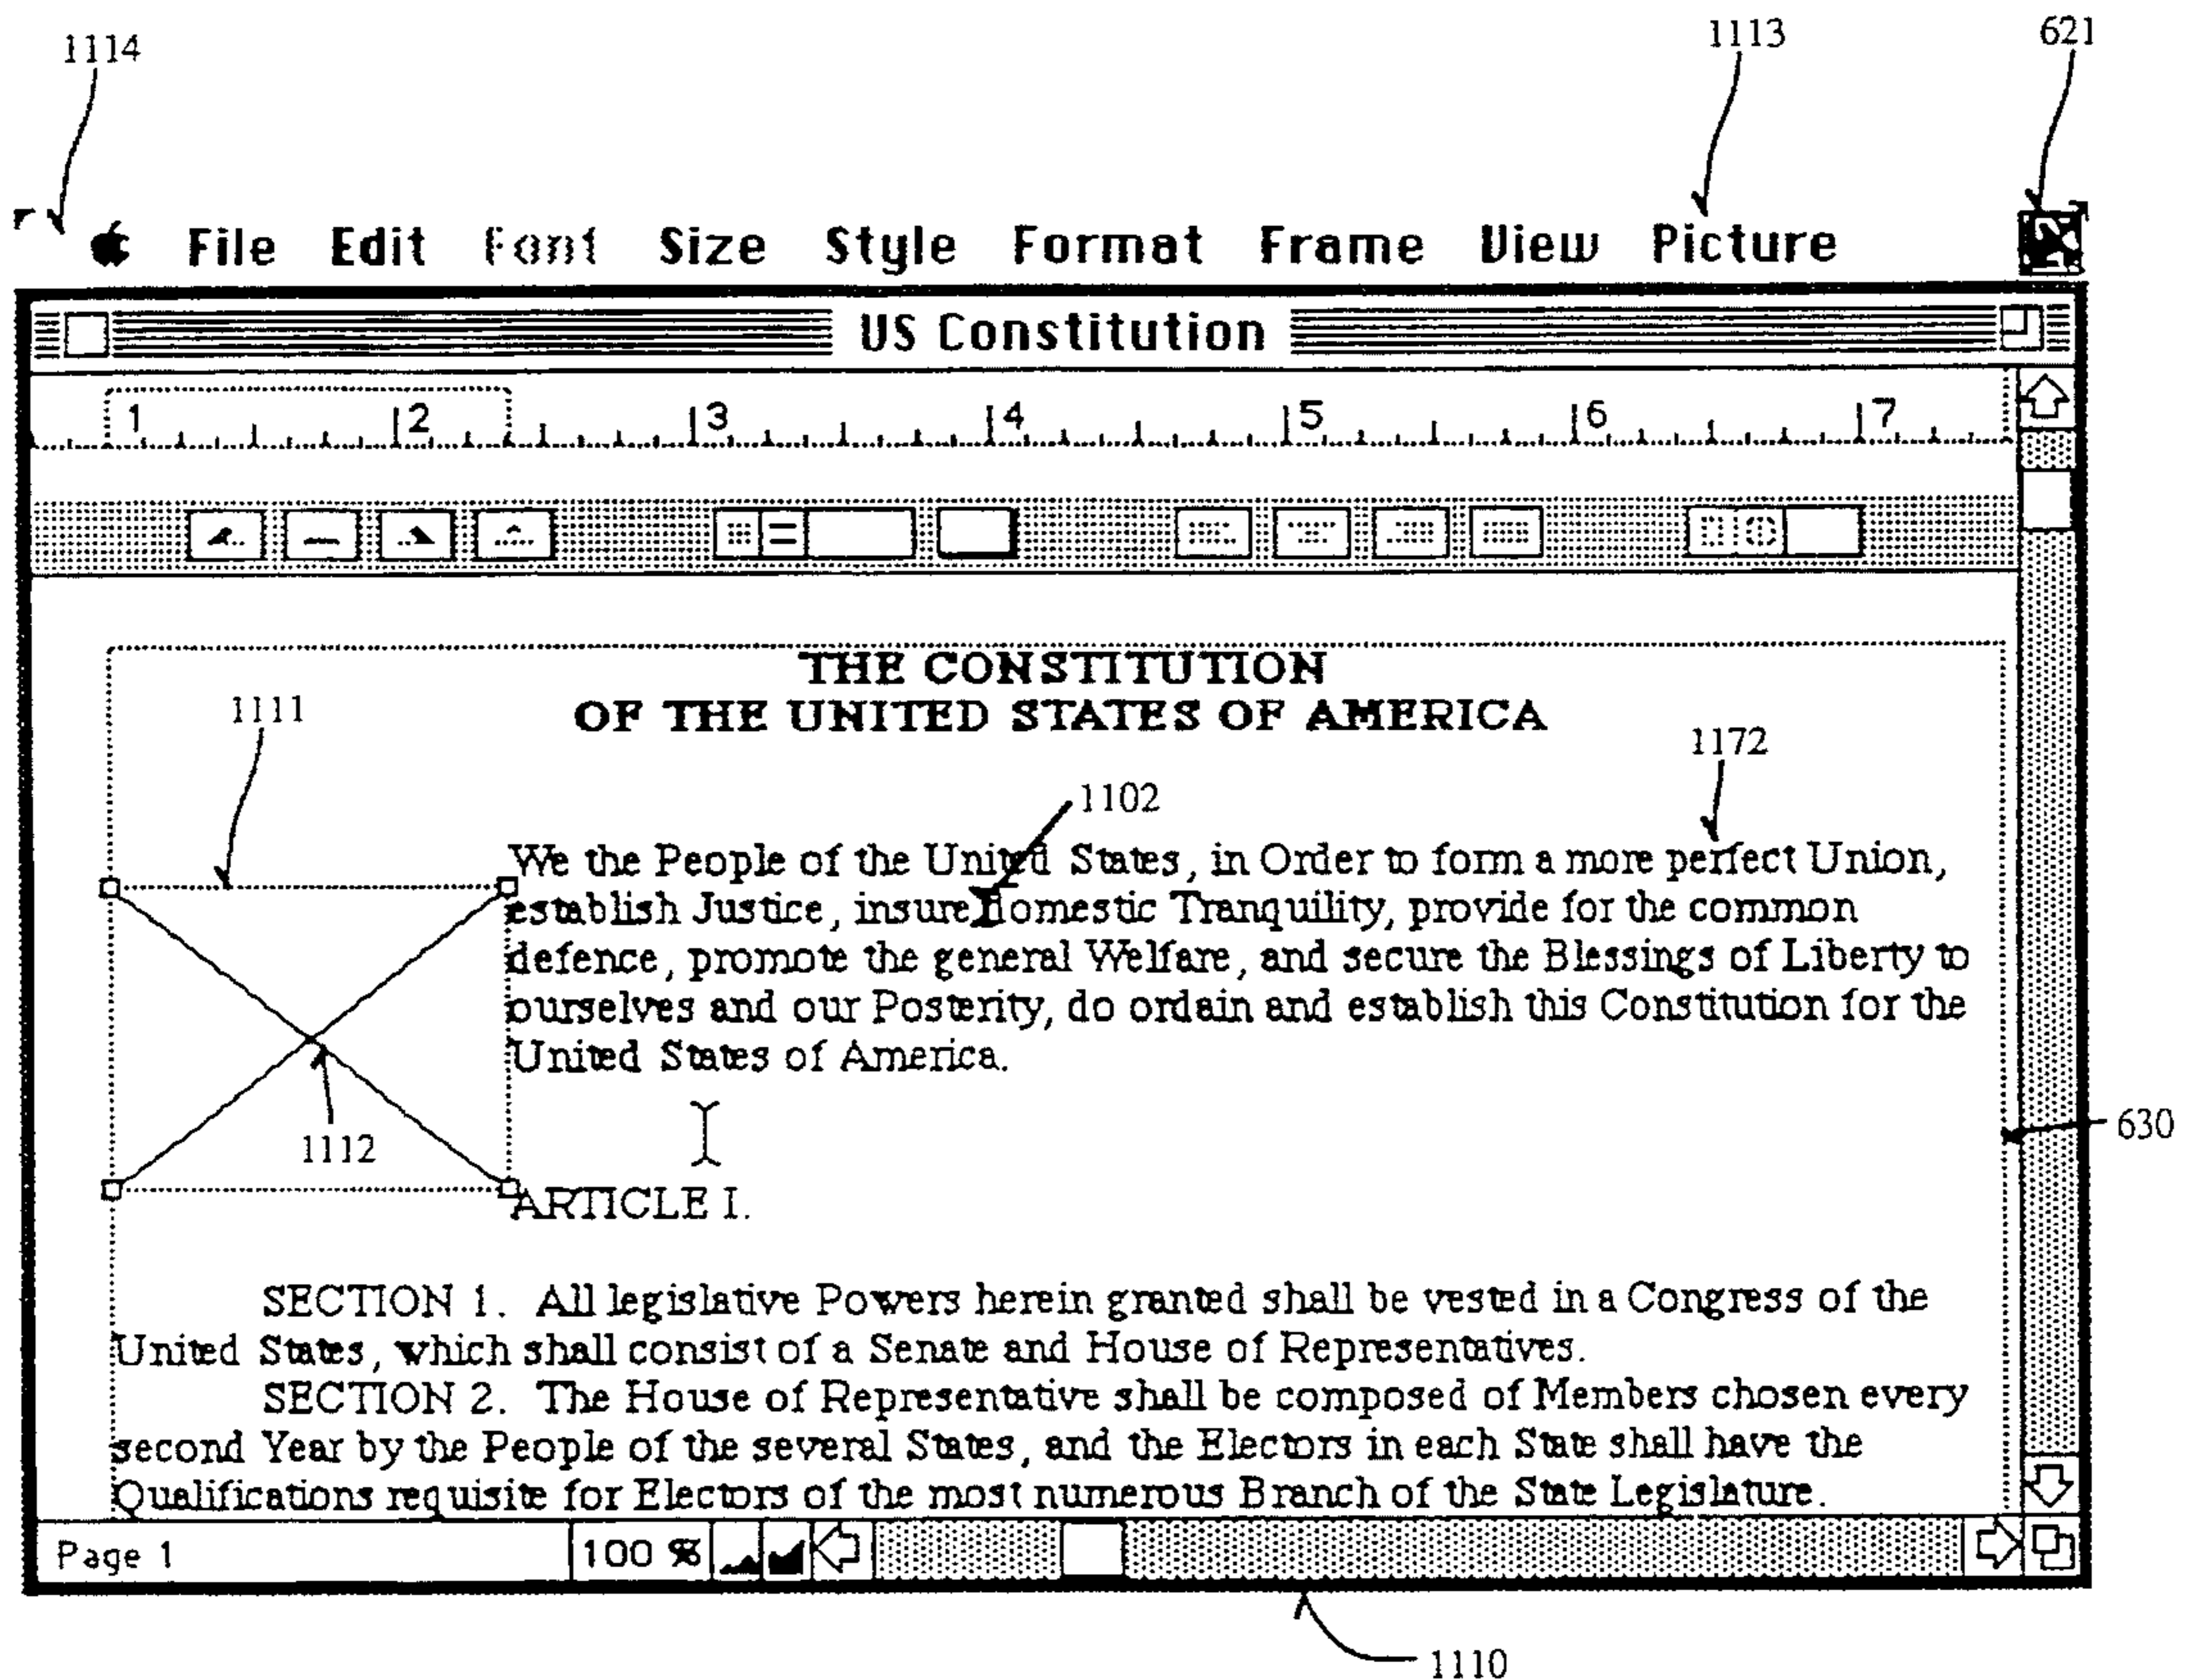 1114
1113
621
File Edit Font Size Style Format Frame View Picture
US Constitution
1 2 3 4 5 6 7
THE CONSTITUTION
OF THE UNITED STATES OF AMERICA
1111
1172
1102
We the People of the United States, in Order to form a more perfect Union,
establish Justice, insure domestic Tranquility, provide for the common
defence, promote the general Welfare, and secure the Blessings of Liberty to
ourselves and our Posterity, do ordain and establish this Constitution for the
United States of America.
1112
630
ARTICLE I.
SECTION 1. All legislative Powers herein granted shall be vested in a Congress of the
United States, which shall consist of a Senate and House of Representatives.
SECTION 2. The House of Representative shall be composed of Members chosen every
second Year by the People of the several States, and the Electors in each State shall have the
Qualifications requisite for Electors of the most numerous Branch of the State Legislature.
Page 1 100 %
1110